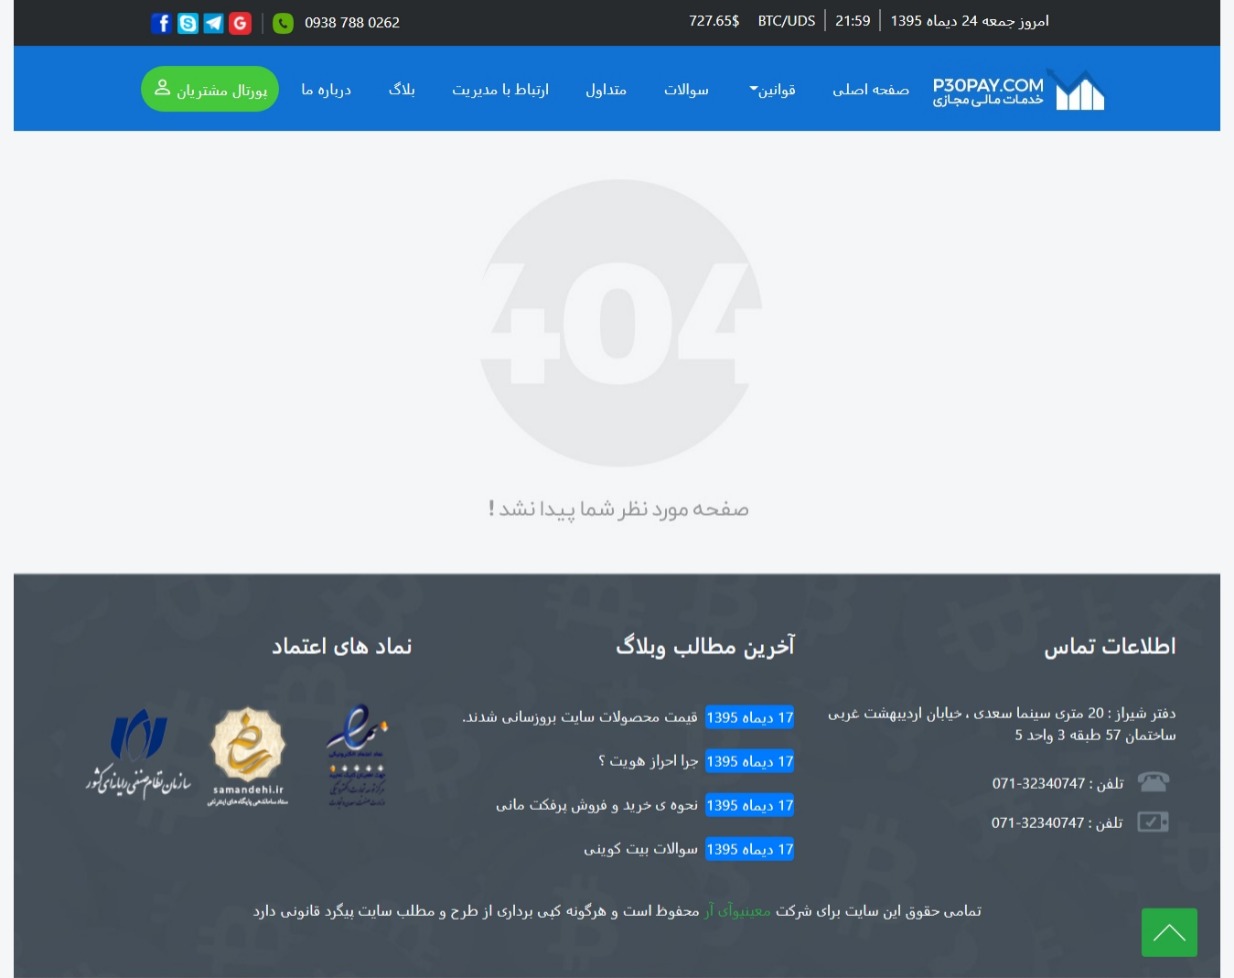 امروز جمعه 24 دیماه 1395 | 21:59 | BTC/UDS 727.65$
0938 788 0262
P30PAY.COM
خدمات مالی مجازی
صفحه اصلی
قوانین
سوالات
متداول
ارتباط با مدیریت
بلاگ
درباره ما
پورتال مشتریان
404
صفحه مورد نظر شما پیدا نشد !
اطلاعات تماس
دفتر شیراز : 20 متری سینما سعدی ، خیابان اردیبهشت غربی
ساختمان 57 طبقه 3 واحد 5
تلفن : 32340747-071
تلفن : 32340747-071
آخرین مطالب وبلاگ
17 دیماه 1395 قیمت محصولات سایت بروزسانی شدند.
17 دیماه 1395 چرا احراز هویت ؟
17 دیماه 1395 نحوه ی خرید و فروش پرفکت مانی
17 دیماه 1395 سوالات بیت کوینی
نماد های اعتماد
samandehi.ir
ستاد ساماندهی پایگاه های اینترنتی
سازمان نظام صنفی رایانه‌ای کشور
تمامی حقوق این سایت برای شرکت معینیوآی آر محفوظ است و هرگونه کپی برداری از طرح و مطلب سایت پیگرد قانونی دارد